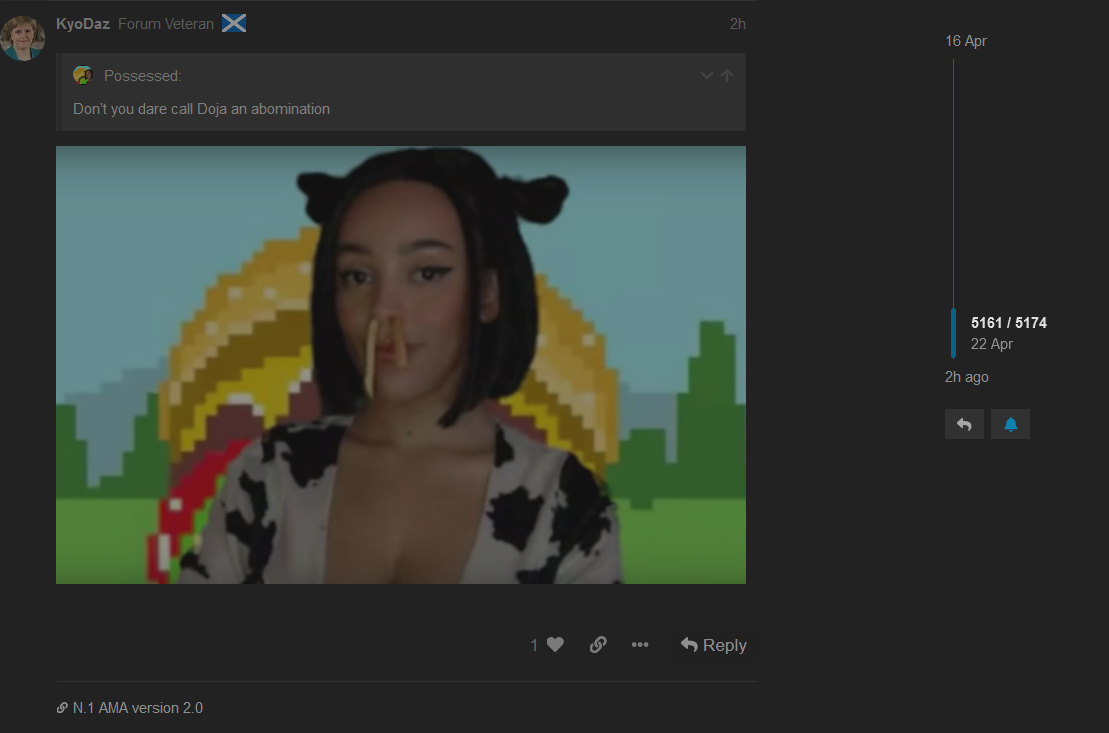 KyoDaz Forum Veteran 2h
Possessed:
Don't you dare call Doja an abomination
1 Reply
N.1 AMA version 2.0
16 Apr
5161 / 5174
22 Apr
2h ago